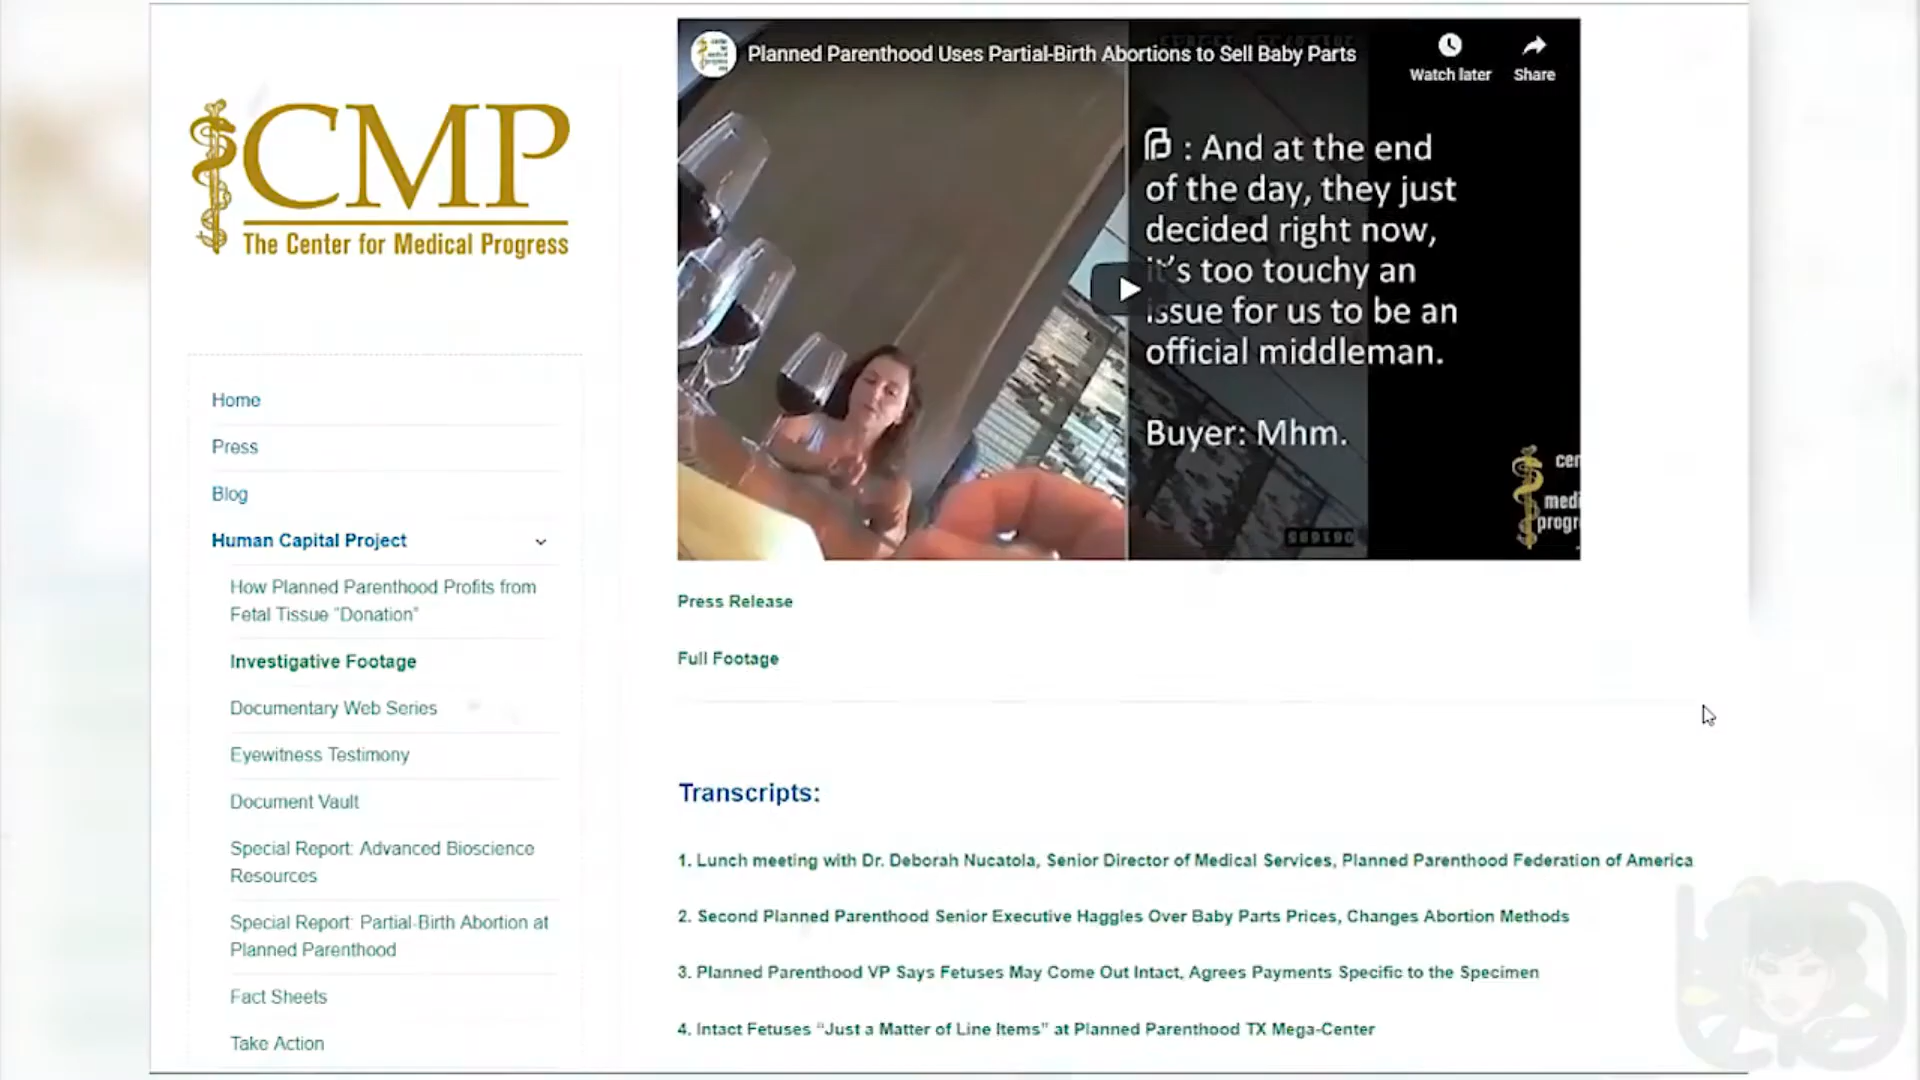 CMP
The Center for Medical Progress
Home
Press
Blog
Human Capital Project
How Planned Parenthood Profits from
Fetal Tissue "Donation"
Investigative Footage
Documentary Web Series
Eyewitness Testimony
Document Vault
Special Report: Advanced Bioscience
Resources
Special Report: Partial-Birth Abortion at
Planned Parenthood
Fact Sheets
Take Action
Planned Parenthood Uses Partial-Birth Abortions to Sell Baby Parts
Watch later
Share
: And at the end
of the day, they just
decided right now,
it's too touchy an
issue for us to be an
official middleman.
Buyer: Mhm.
Press Release
Full Footage
Transcripts:
1. Lunch meeting with Dr. Deborah Nucatola, Senior Director of Medical Services, Planned Parenthood Federation of America
2. Second Planned Parenthood Senior Executive Haggles Over Baby Parts Prices, Changes Abortion Methods
3. Planned Parenthood VP Says Fetuses May Come Out Intact, Agrees Payments Specific to the Specimen
4. Intact Fetuses “Just a Matter of Line Items” at Planned Parenthood TX Mega-Center